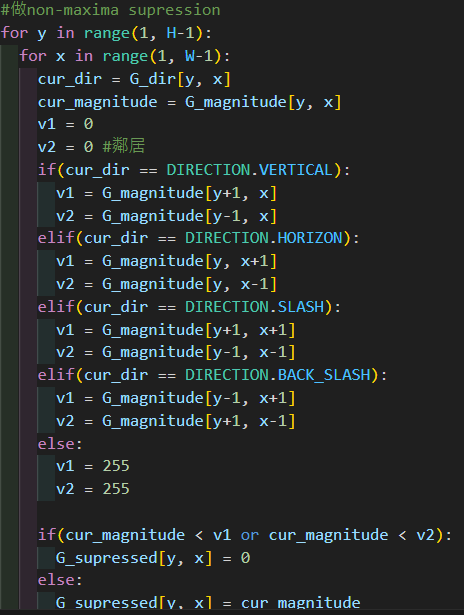 #做non-maxima supression
for y in range(1, H-1):
  for x in range(1, W-1):
    cur_dir = G_dir[y, x]
    cur_magnitude = G_magnitude[y, x]
    v1 = 0
    v2 = 0 #鄰居
    if(cur_dir == DIRECTION.VERTICAL):
      v1 = G_magnitude[y+1, x]
      v2 = G_magnitude[y-1, x]
    elif(cur_dir == DIRECTION.HORIZON):
      v1 = G_magnitude[y, x+1]
      v2 = G_magnitude[y, x-1]
    elif(cur_dir == DIRECTION.SLASH):
      v1 = G_magnitude[y+1, x+1]
      v2 = G_magnitude[y-1, x-1]
    elif(cur_dir == DIRECTION.BACK_SLASH):
      v1 = G_magnitude[y-1, x+1]
      v2 = G_magnitude[y+1, x-1]
    else:
      v1 = 255
      v2 = 255
    if(cur_magnitude < v1 or cur_magnitude < v2):
      G_supressed[y, x] = 0
    else:
      G_supressed[y, x] = cur_magnitude